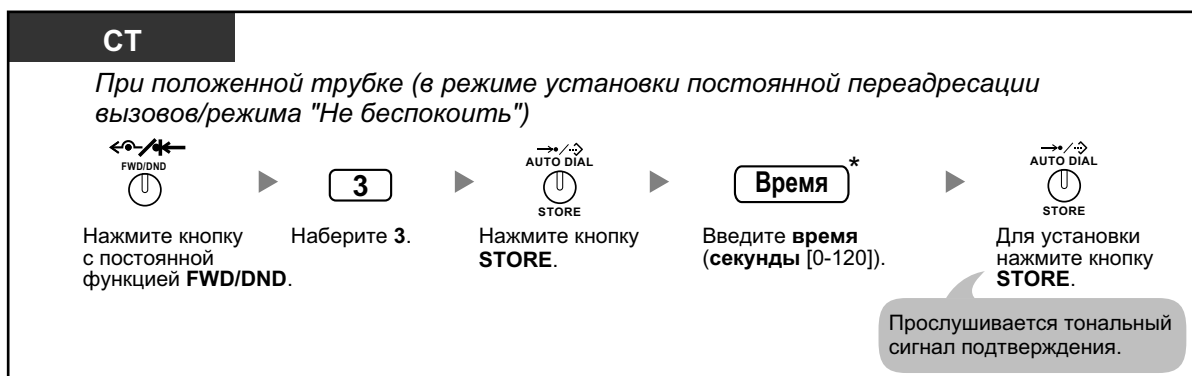 СТ
При положенной трубке (в режиме установки постоянной переадресации
вызовов/режима "Не беспокоить")
FWD/DND
Нажмите кнопку
с постоянной
функцией FWD/DND.
3
Наберите 3.
AUTO DIAL
STORE
Нажмите кнопку
STORE.
Время*
Введите время
(секунды [0-120]).
AUTO DIAL
STORE
Для установки
нажмите кнопку
STORE.
Прослушивается тональный
сигнал подтверждения.